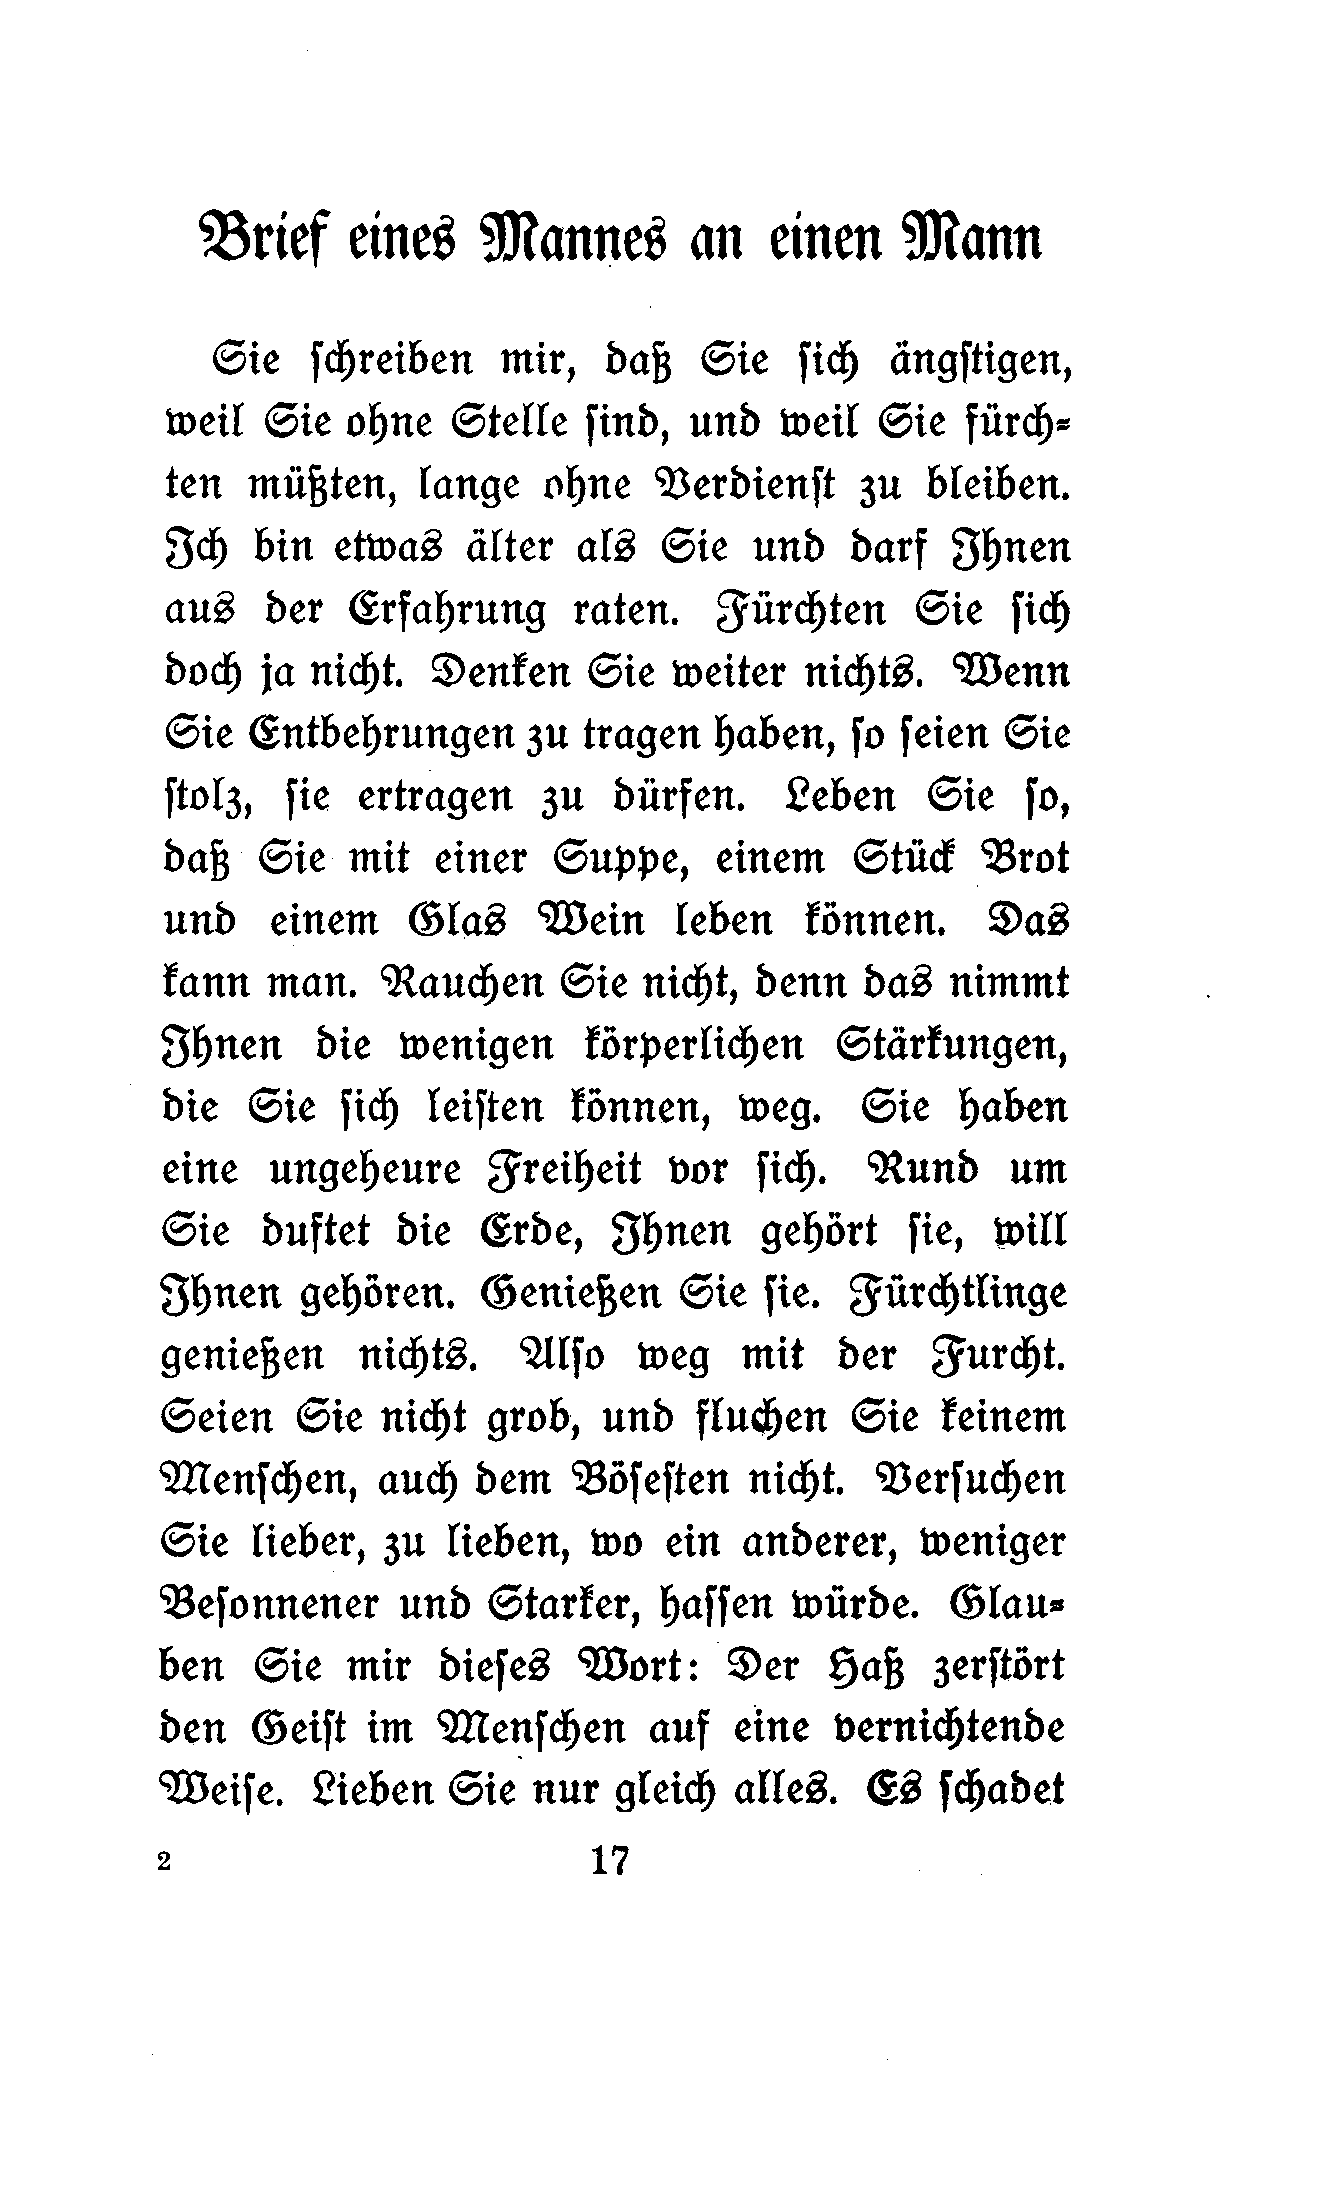 Brief eines Mannes an einen Mann
Sie ſchreiben mir, daß Sie ſich ängſtigen,
weil Sie ohne Stelle ſind, und weil Sie fürch⸗
ten müßten, lange ohne Verdienſt zu bleiben.
Ich bin etwas älter als Sie und darf Ihnen
aus der Erfahrung raten. Fürchten Sie ſich
doch ja nicht. Denken Sie weiter nichts. Wenn
Sie Entbehrungen zu tragen haben, ſo ſeien Sie
ſtolz, ſie ertragen zu dürfen. Leben Sie ſo,
daß Sie mit einer Suppe, einem Stück Brot
und einem Glas Wein leben können. Das
kann man. Rauchen Sie nicht, denn das nimmt
Ihnen die wenigen körperlichen Stärkungen,
die Sie ſich leiſten können, weg. Sie haben
eine ungeheure Freiheit vor ſich. Rund um
Sie duftet die Erde, Ihnen gehört ſie, will
Ihnen gehören. Genießen Sie ſie. Fürchtlinge
genießen nichts. Alſo weg mit der Furcht.
Seien Sie nicht grob, und fluchen Sie keinem
Menſchen, auch dem Böſeſten nicht. Verſuchen
Sie lieber, zu lieben, wo ein anderer, weniger
Beſonnener und Starker, haſſen würde. Glau⸗
ben Sie mir dieſes Wort: Der Haß zerſtört
den Geiſt im Menſchen auf eine vernichtende
Weiſe. Lieben Sie nur gleich alles. Es ſchadet
2 17